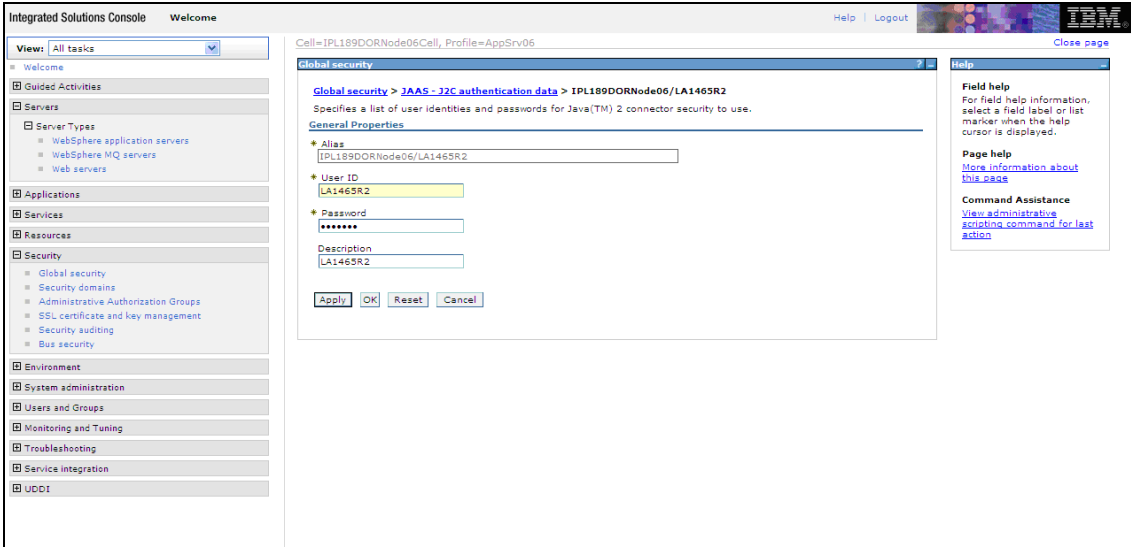 Integrated Solutions Console Welcome Help | Logout IBM®
View: All tasks
Cell=IPL189DORNode06Cell, Profile=AppSrv06 Close page
Welcome
Guided Activities
Servers
Server Types
WebSphere application servers
WebSphere MQ servers
Web servers
Applications
Services
Resources
Security
Global security
Security domains
Administrative Authorization Groups
SSL certificate and key management
Security auditing
Bus security
Environment
System administration
Users and Groups
Monitoring and Tuning
Troubleshooting
Service integration
UDDI
Global security ? –
Global security > JAAS - J2C authentication data > IPL189DORNode06/LA1465R2
Specifies a list of user identities and passwords for Java(TM) 2 connector security to use.
General Properties
* Alias
IPL189DORNode06/LA1465R2
* User ID
LA1465R2
* Password
•••••••
Description
LA1465R2
Apply OK Reset Cancel
Help –
Field help
For field help information,
select a field label or list
marker when the help
cursor is displayed.
Page help
More information about
this page
Command Assistance
View administrative
scripting command for last
action